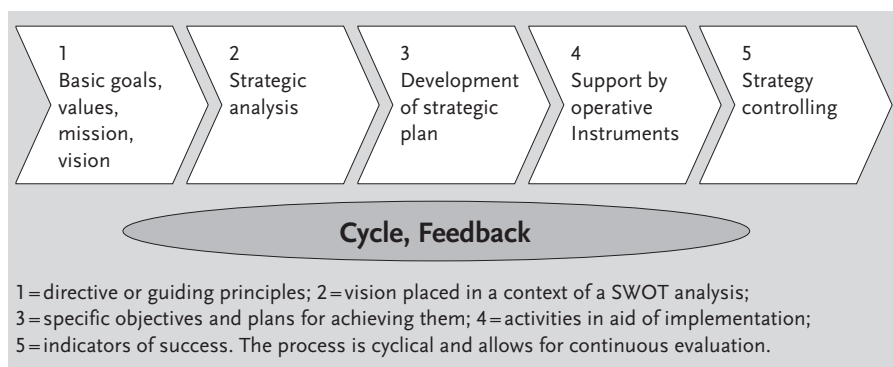 1
Basic goals,
values,
mission,
vision
2
Strategic
analysis
3
Development
of strategic
plan
4
Support by
operative
Instruments
5
Strategy
controlling
Cycle, Feedback
1=directive or guiding principles; 2=vision placed in a context of a SWOT analysis;
3=specific objectives and plans for achieving them; 4=activities in aid of implementation;
5=indicators of success. The process is cyclical and allows for continuous evaluation.